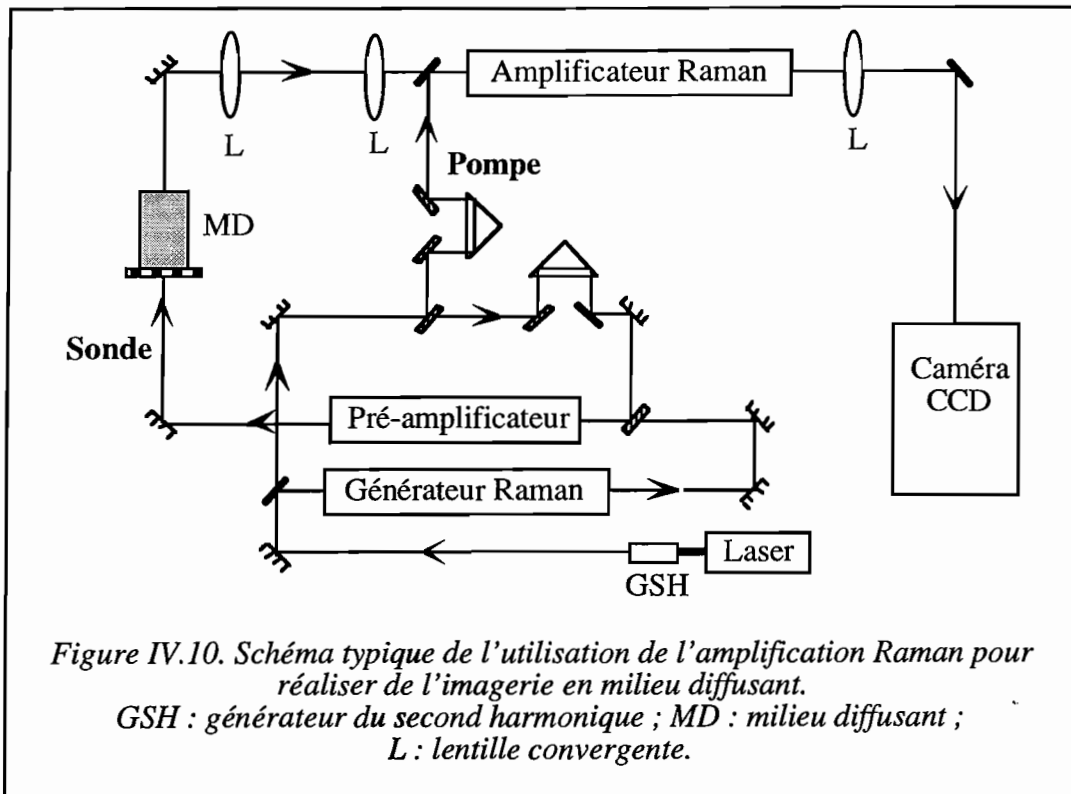 Amplificateur Raman
L
L
L
Pompe
MD
Sonde
Caméra
CCD
Pré-amplificateur
Générateur Raman
Laser
GSH
Figure IV.10. Schéma typique de l'utilisation de l'amplification Raman pour
réaliser de l'imagerie en milieu diffusant.
GSH : générateur du second harmonique ; MD : milieu diffusant ;
L : lentille convergente.